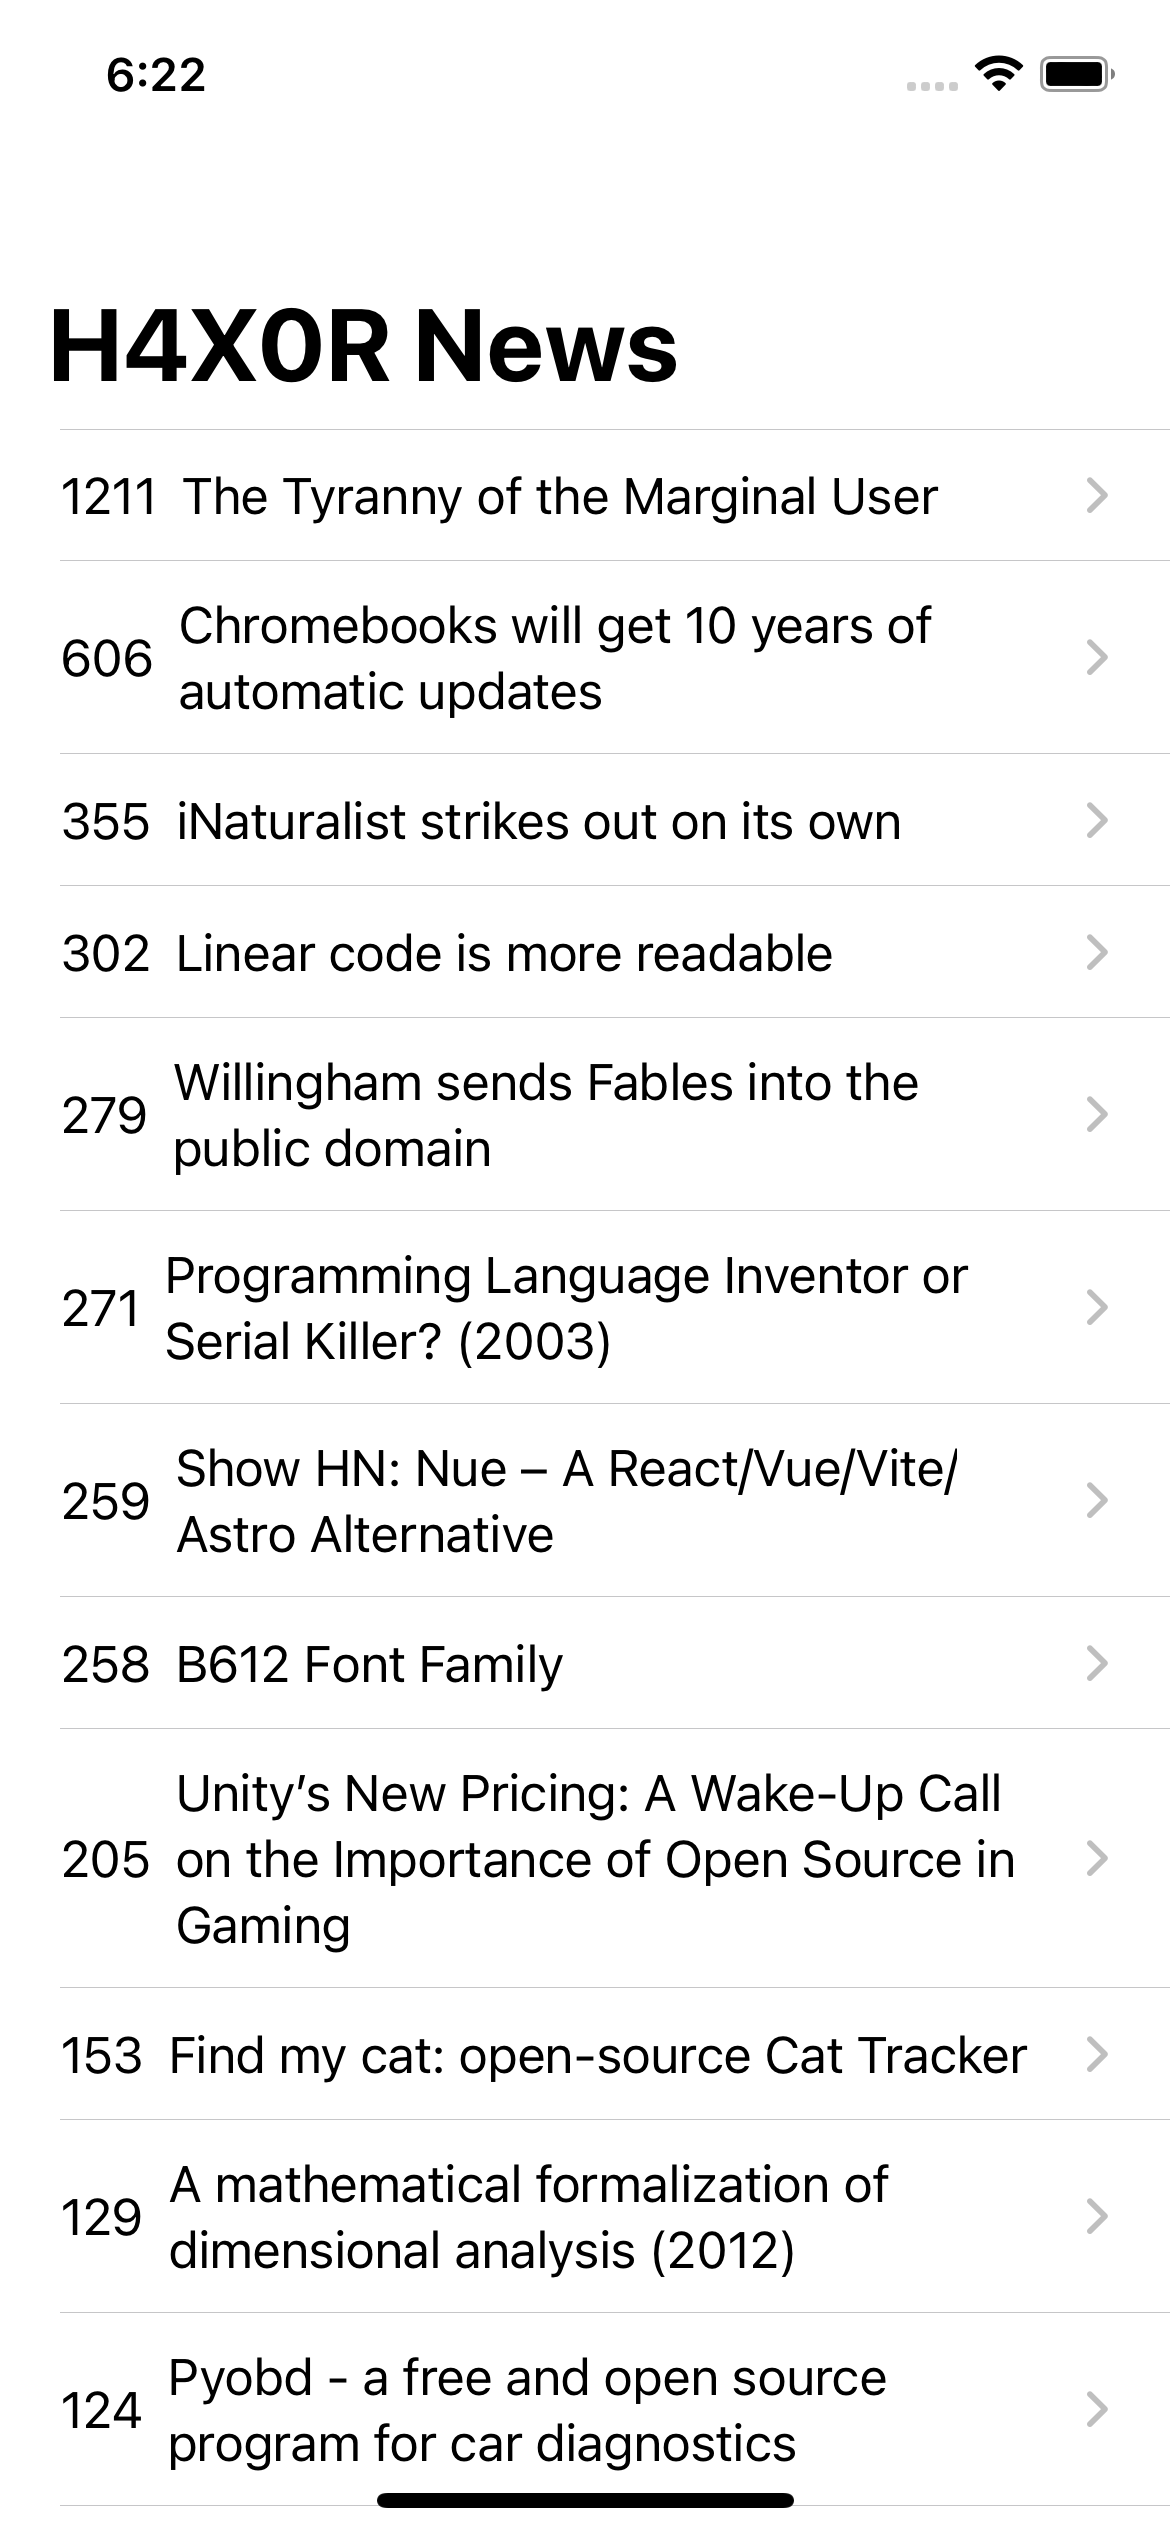 6:22
H4X0R News
1211 The Tyranny of the Marginal User
606 Chromebooks will get 10 years of
automatic updates
355 iNaturalist strikes out on its own
302 Linear code is more readable
279 Willingham sends Fables into the
public domain
271 Programming Language Inventor or
Serial Killer? (2003)
259 Show HN: Nue – A React/Vue/Vite/
Astro Alternative
258 B612 Font Family
205 Unity’s New Pricing: A Wake-Up Call
on the Importance of Open Source in
Gaming
153 Find my cat: open-source Cat Tracker
129 A mathematical formalization of
dimensional analysis (2012)
124 Pyobd - a free and open source
program for car diagnostics